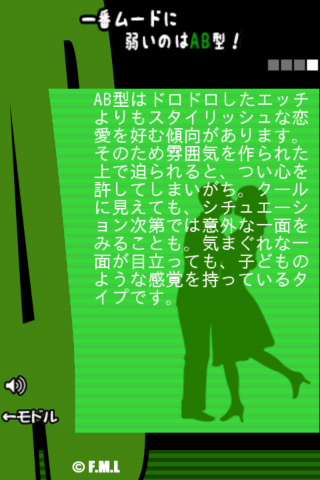 一番ムードに
弱いのはAB型！
AB型はドロドロしたエッチ
よりもスタイリッシュな恋
愛を好む傾向があります。
そのため雰囲気を作られた
上で迫られると、つい心を
許してしまいがち。クール
に見えても、シチュエーシ
ョン次第では意外な一面を
みることも。気まぐれな一
面が目立っても、子どもの
ような感覚を持っているタ
イプです。
←モドル
© F.M.L